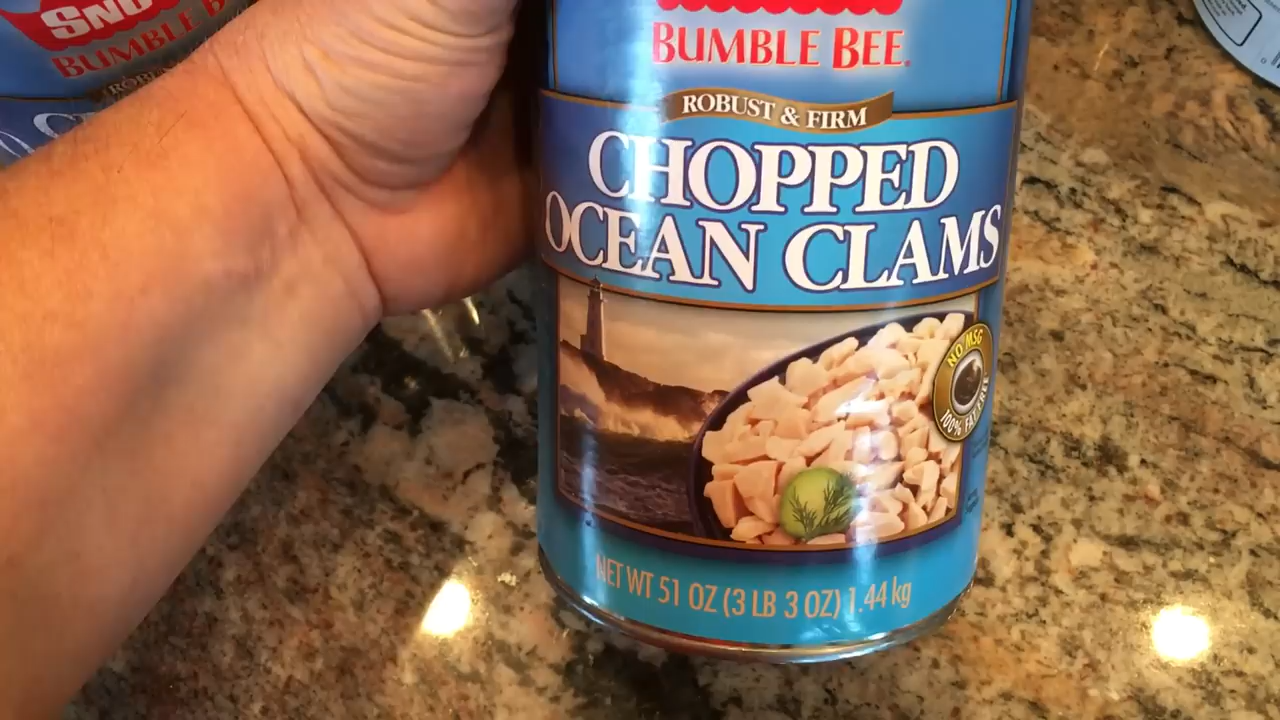 SNO
BUMBLE B
BUMBLE BEE.
ROBUST & FIRM
CHOPPED
OCEAN CLAMS
NO MSG
100% FAT FREE
NET WT 51 OZ (3 LB 3 OZ) 1.44 kg